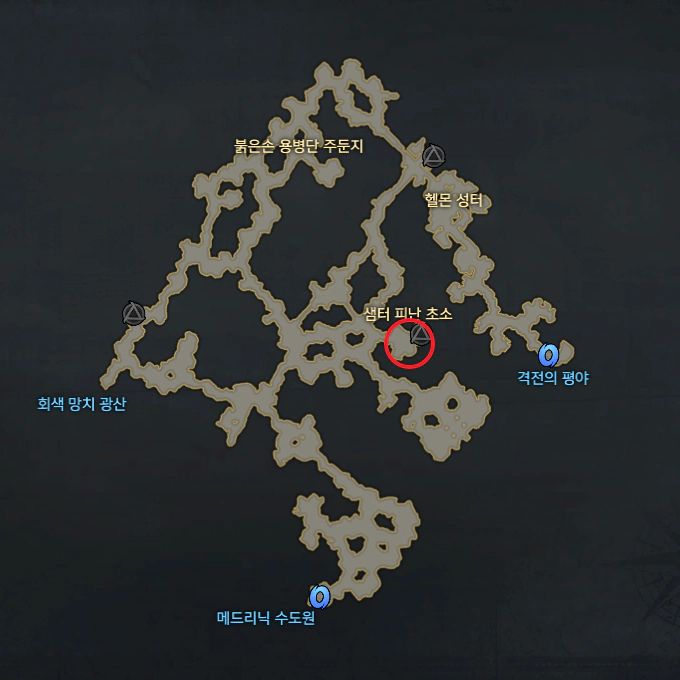 붉은손 용병단 주둔지
헬몬 성터
샘터 피난 초소
격전의 평야
회색 망치 광산
메드리닉 수도원